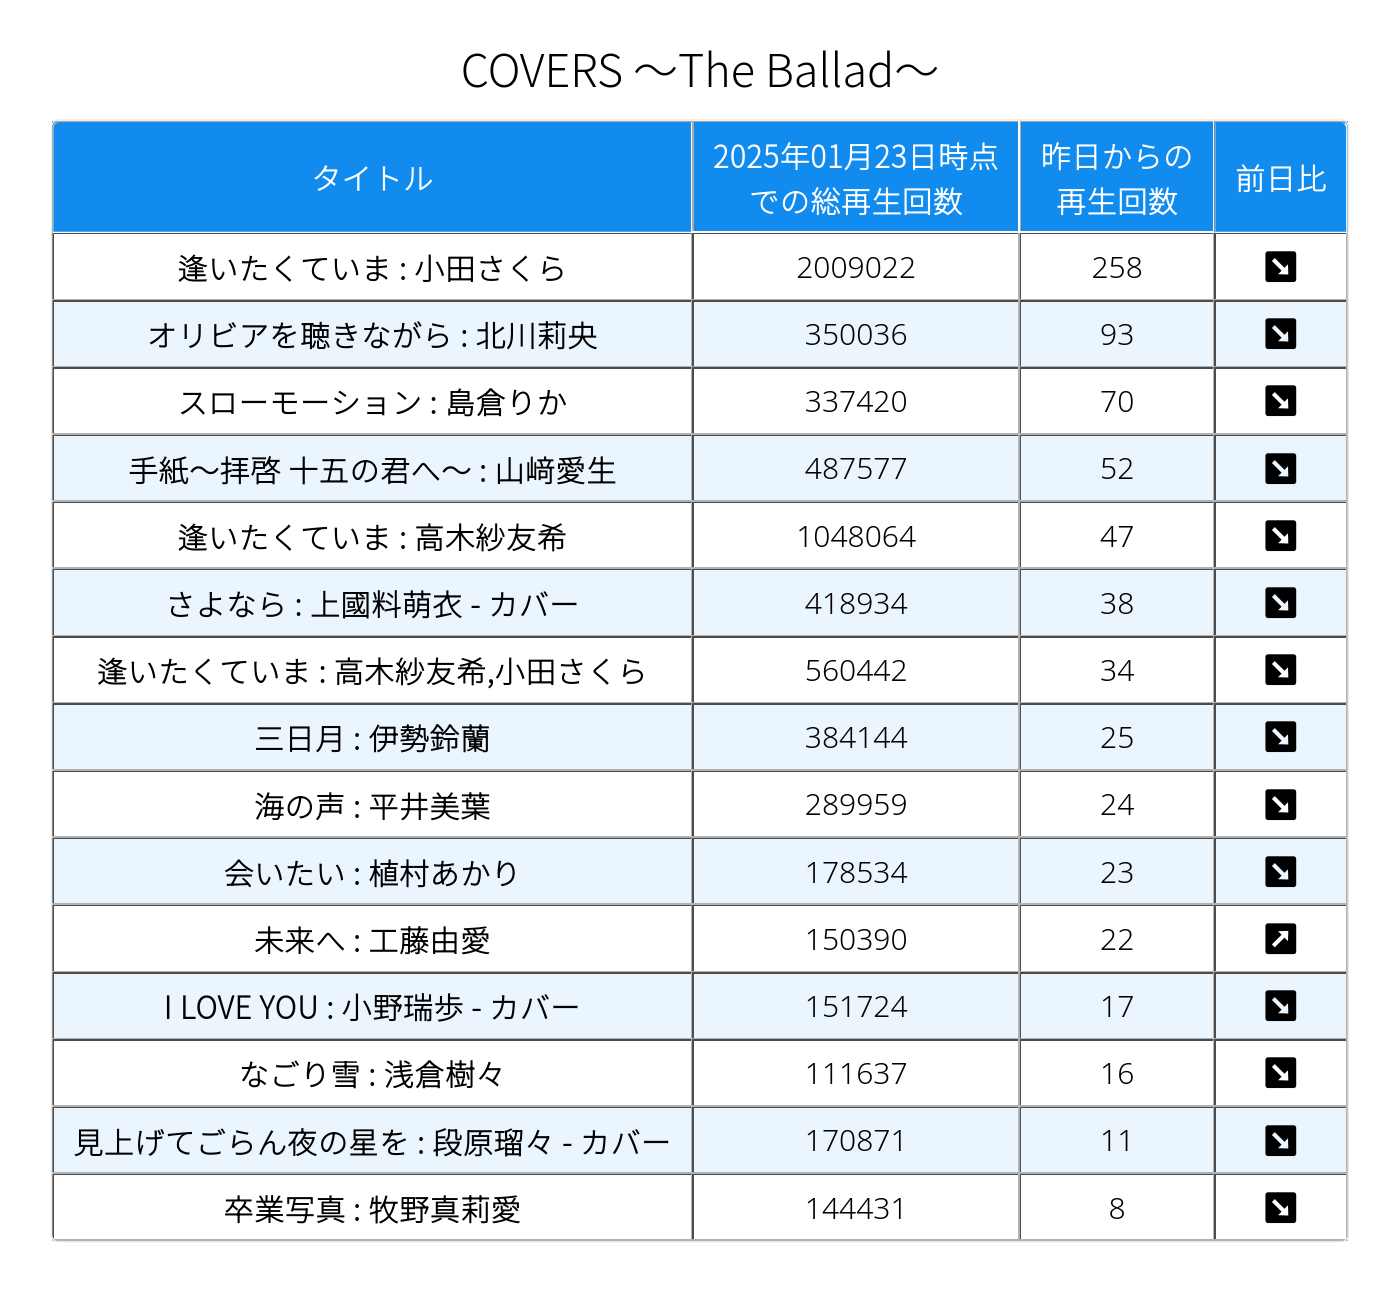 COVERS ～The Ballad～
タイトル 2025年01月23日時点での総再生回数 昨日からの再生回数 前日比
逢いたくていま : 小田さくら 2009022 258 ↘
オリビアを聴きながら : 北川莉央 350036 93 ↘
スローモーション : 島倉りか 337420 70 ↘
手紙～拝啓 十五の君へ～ : 山﨑愛生 487577 52 ↘
逢いたくていま : 高木紗友希 1048064 47 ↘
さよなら : 上國料萌衣 - カバー 418934 38 ↘
逢いたくていま : 高木紗友希,小田さくら 560442 34 ↘
三日月 : 伊勢鈴蘭 384144 25 ↘
海の声 : 平井美葉 289959 24 ↘
会いたい : 植村あかり 178534 23 ↘
未来へ : 工藤由愛 150390 22 ↗
I LOVE YOU : 小野瑞歩 - カバー 151724 17 ↘
なごり雪 : 浅倉樹々 111637 16 ↘
見上げてごらん夜の星を : 段原瑠々 - カバー 170871 11 ↘
卒業写真 : 牧野真莉愛 144431 8 ↘